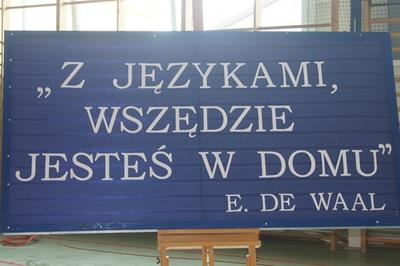 „Z JĘZYKAMI,
WSZĘDZIE
JESTEŚ W DOMU”
E. DE WAAL